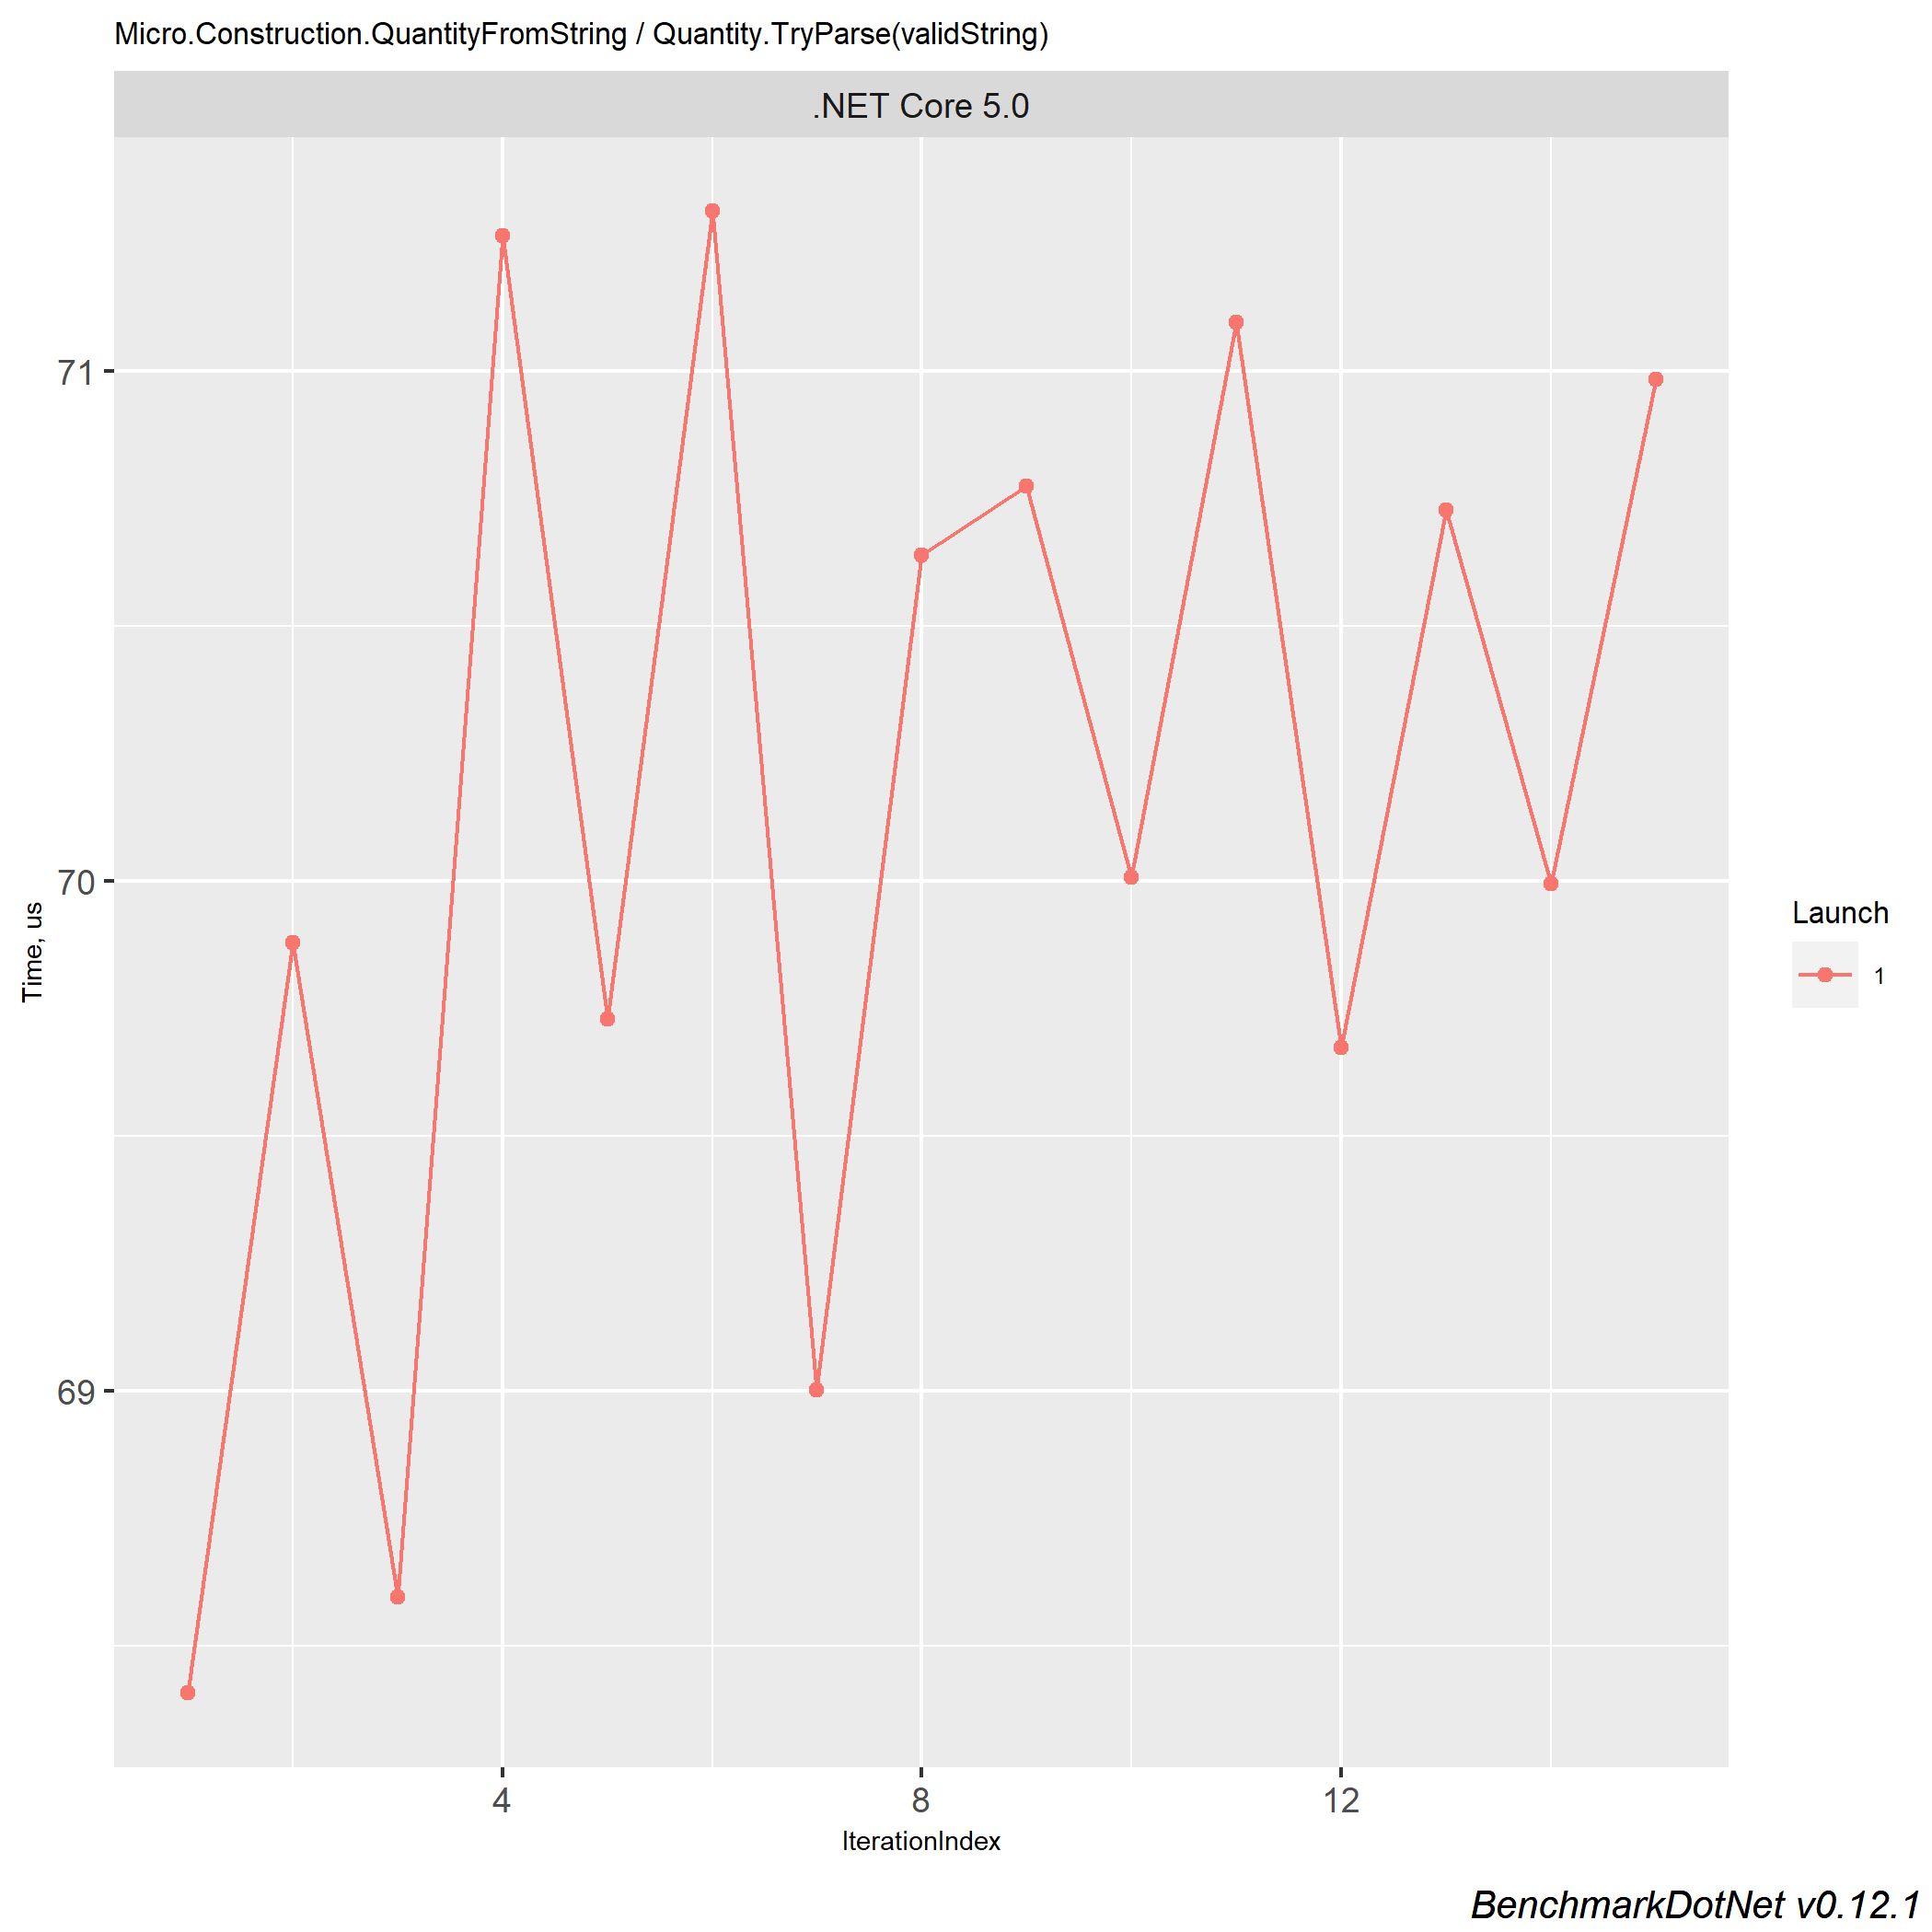 Micro.Construction.QuantityFromString / Quantity.TryParse(validString)
.NET Core 5.0
71
70
69
Time, us
4 8 12
IterationIndex
Launch
1
BenchmarkDotNet v0.12.1